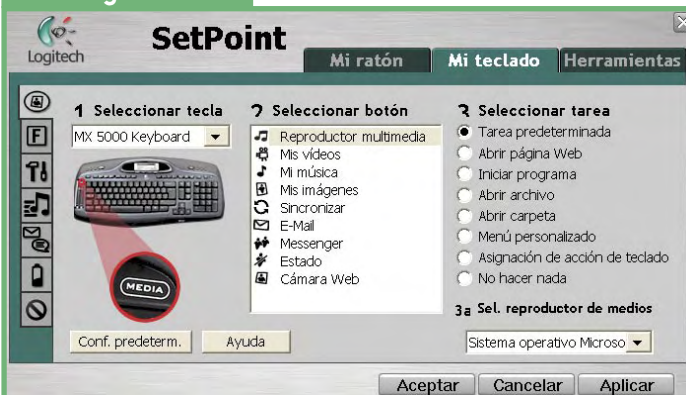 Logitech
SetPoint
Mi ratón
Mi teclado
Herramientas
1 Seleccionar tecla
MX 5000 Keyboard
MEDIA
Conf. predeterm.
Ayuda
2 Seleccionar botón
Reproductor multimedia
Mis vídeos
Mi música
Mis imágenes
Sincronizar
E-Mail
Messenger
Estado
Cámara Web
3 Seleccionar tarea
Tarea predeterminada
Abrir página Web
Iniciar programa
Abrir archivo
Abrir carpeta
Menú personalizado
Asignación de acción de teclado
No hacer nada
3a Sel. reproductor de medios
Sistema operativo Microso
Aceptar
Cancelar
Aplicar